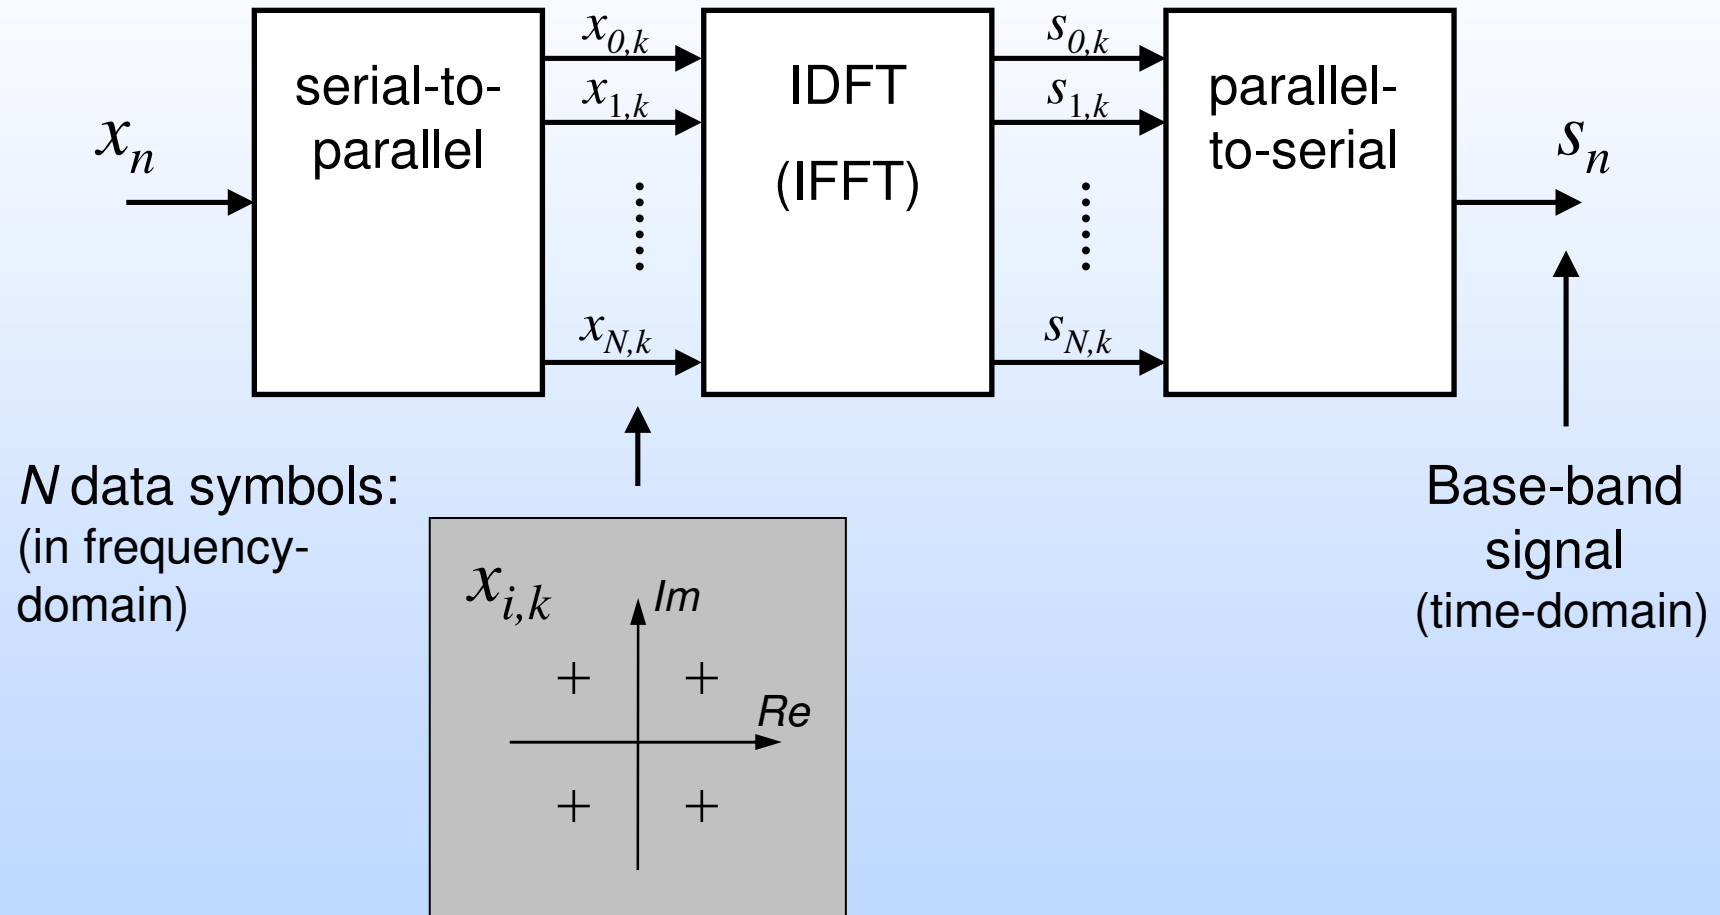 x_n
serial-to-
parallel
x_{0,k}
x_{1,k}
x_{N,k}
IDFT
(IFFT)
s_{0,k}
s_{1,k}
s_{N,k}
parallel-
to-serial
s_n
N data symbols:
(in frequency-
domain)
x_{i,k}
Im
Re
Base-band
signal
(time-domain)